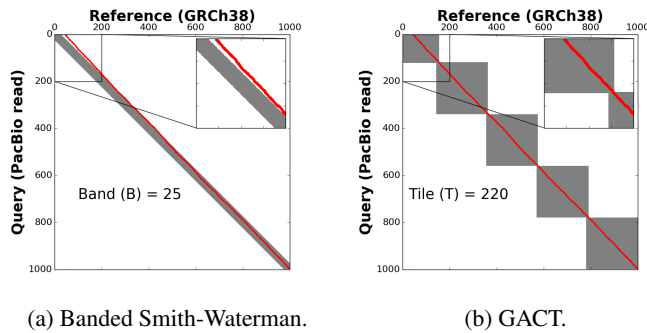 Reference (GRCh38)
0 200 400 600 800 1000
0
200
400
600
800
1000
Query (PacBio read)
Band (B) = 25
(a) Banded Smith-Waterman.
Reference (GRCh38)
0 200 400 600 800 1000
0
200
400
600
800
1000
Query (PacBio read)
Tile (T) = 220
(b) GACT.